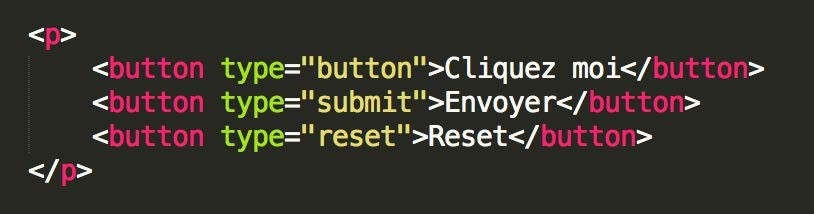 <p>
<button type="button">Cliquez moi</button>
<button type="submit">Envoyer</button>
<button type="reset">Reset</button>
</p>